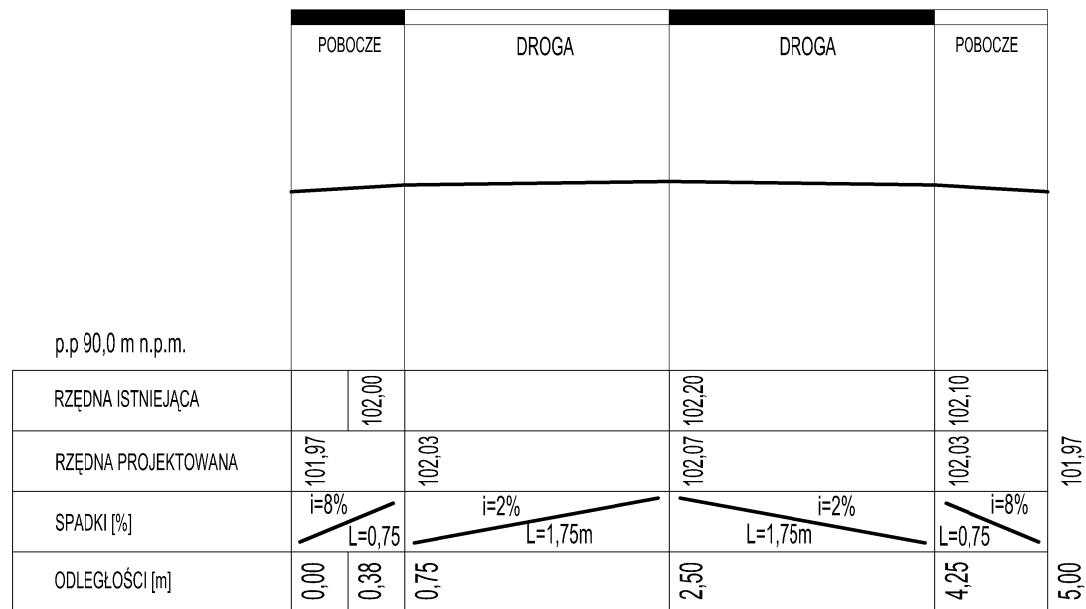 POBOCZE DROGA DROGA POBOCZE
p.p 90,0 m n.p.m.
RZĘDNA ISTNIEJĄCA 102,00 102,20 102,10
RZĘDNA PROJEKTOWANA 101,97 102,03 102,07 102,03 101,97
i=8% i=2% i=2% i=8%
SPADKI [%]
L=0,75 L=1,75m L=1,75m L=0,75
ODLEGŁOŚCI [m] 0,00 0,38 0,75 2,50 4,25 5,00